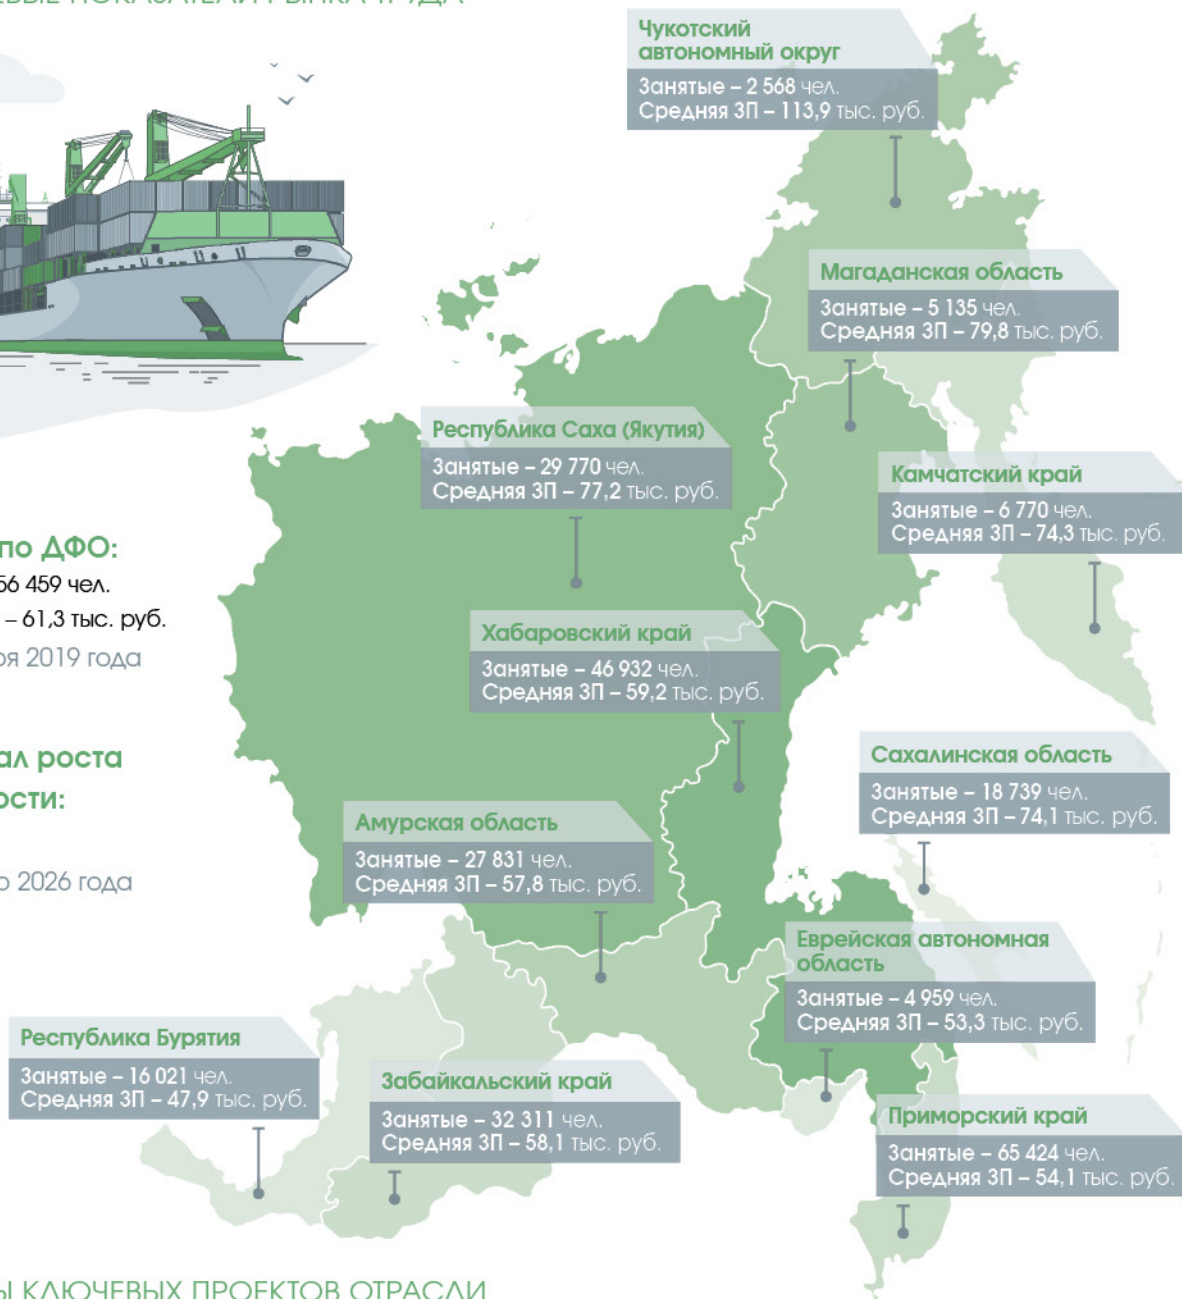 ПОКАЗАТЕЛИ РЫНКА ТРУДА
Чукотский
автономный округ
Занятые – 2 568 чел.
Средняя ЗП – 113,9 тыс. руб.
Магаданская область
Занятые – 5 135 чел.
Средняя ЗП – 79,8 тыс. руб.
Республика Саха (Якутия)
Занятые – 29 770 чел.
Средняя ЗП – 77,2 тыс. руб.
Камчатский край
Занятые – 6 770 чел.
Средняя ЗП – 74,3 тыс. руб.
по ДФО:
56 459 чел.
– 61,3 тыс. руб.
2019 года
Хабаровский край
Занятые – 46 932 чел.
Средняя ЗП – 59,2 тыс. руб.
роста
2026 года
Сахалинская область
Занятые – 18 739 чел.
Средняя ЗП – 74,1 тыс. руб.
Амурская область
Занятые – 27 831 чел.
Средняя ЗП – 57,8 тыс. руб.
Еврейская автономная
область
Занятые – 4 959 чел.
Средняя ЗП – 53,3 тыс. руб.
Республика Бурятия
Занятые – 16 021 чел.
Средняя ЗП – 47,9 тыс. руб.
Забайкальский край
Занятые – 32 311 чел.
Средняя ЗП – 58,1 тыс. руб.
Приморский край
Занятые – 65 424 чел.
Средняя ЗП – 54,1 тыс. руб.
КЛЮЧЕВЫХ ПРОЕКТОВ ОТРАСЛИ